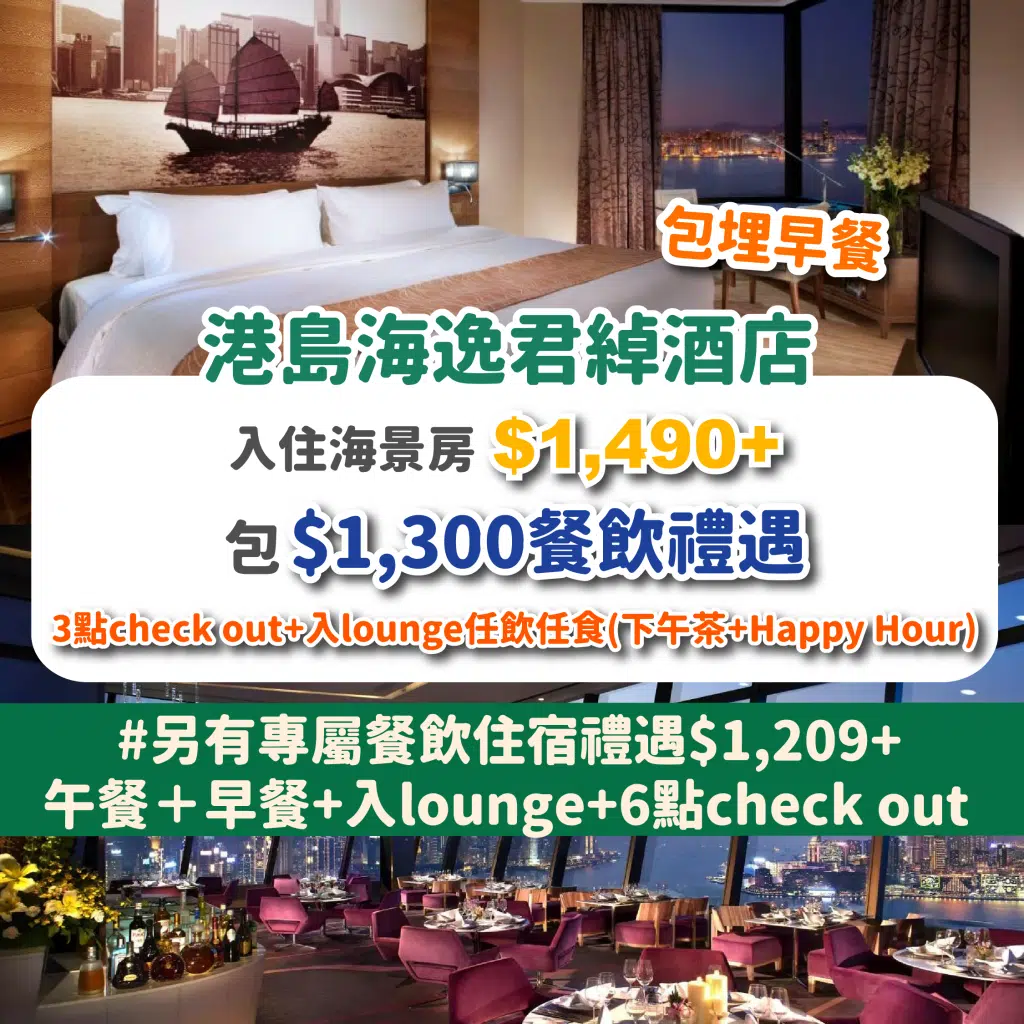 包埋早餐
港島海逸君綽酒店
入住海景房 $1,490+
包$1,300餐飲禮遇
3點check out+入lounge任飲任食(下午茶+Happy Hour)
#另有專屬餐飲住宿禮遇$1,209+
午餐＋早餐+入lounge+6點check out